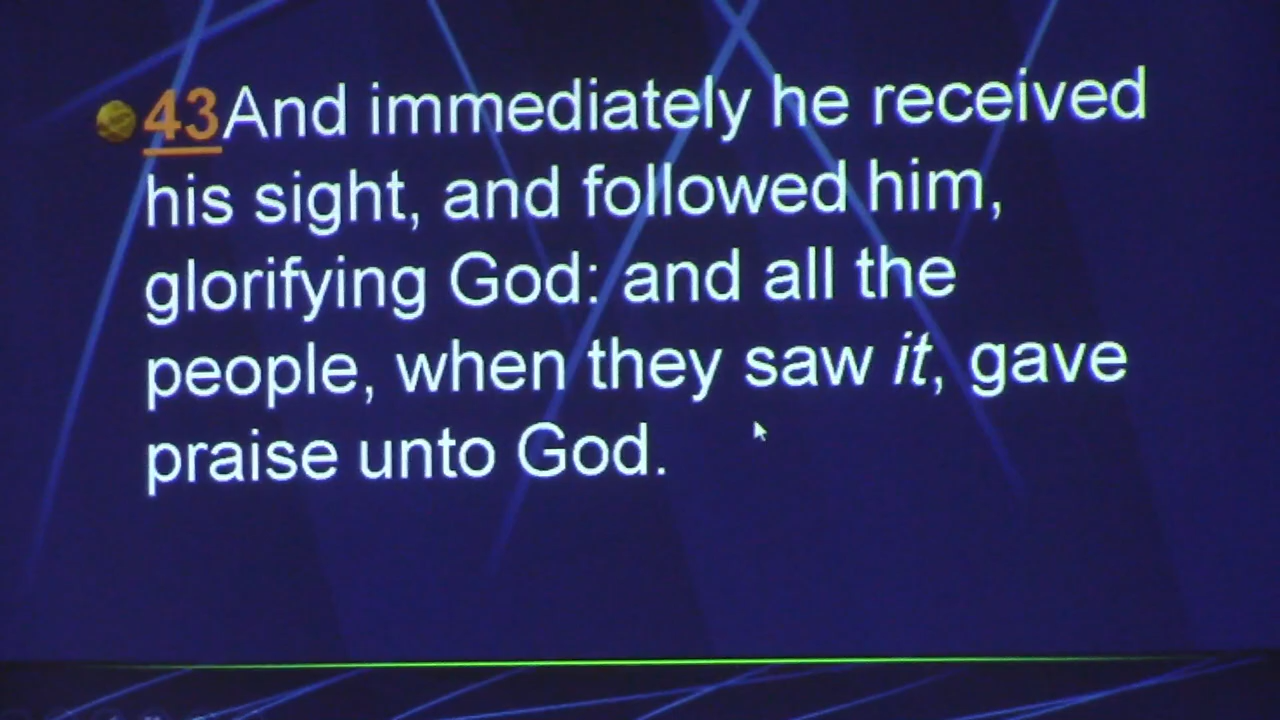 43And immediately he received
his sight, and followed him,
glorifying God: and all the
people, when they saw it, gave
praise unto God.